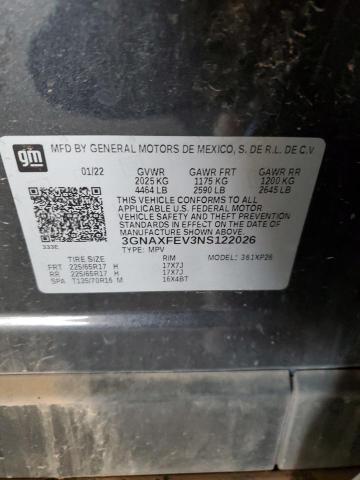 gm
MFD BY GENERAL MOTORS DE MEXICO, S. DE R.L. DE C.V.
01/22 GVWR GAWR FRT GAWR RR
2025 KG 1175 KG 1200 KG
4464 LB 2590 LB 2645 LB
THIS VEHICLE CONFORMS TO ALL
APPLICABLE U.S. FEDERAL MOTOR
VEHICLE SAFETY, BUMPER, AND THEFT PREVENTION
STANDARDS IN EFFECT ON THE DATE OF
MANUFACTURE SHOWN ABOVE.
333E 3GNAXFEV3NS122026
TYPE: MPV
TIRE SIZE RIM MODEL: 361XP26
FRT 225/65R17 H 17X7J
RR 225/65R17 H 17X7J
SPA T135/70R16 M 16X4BT